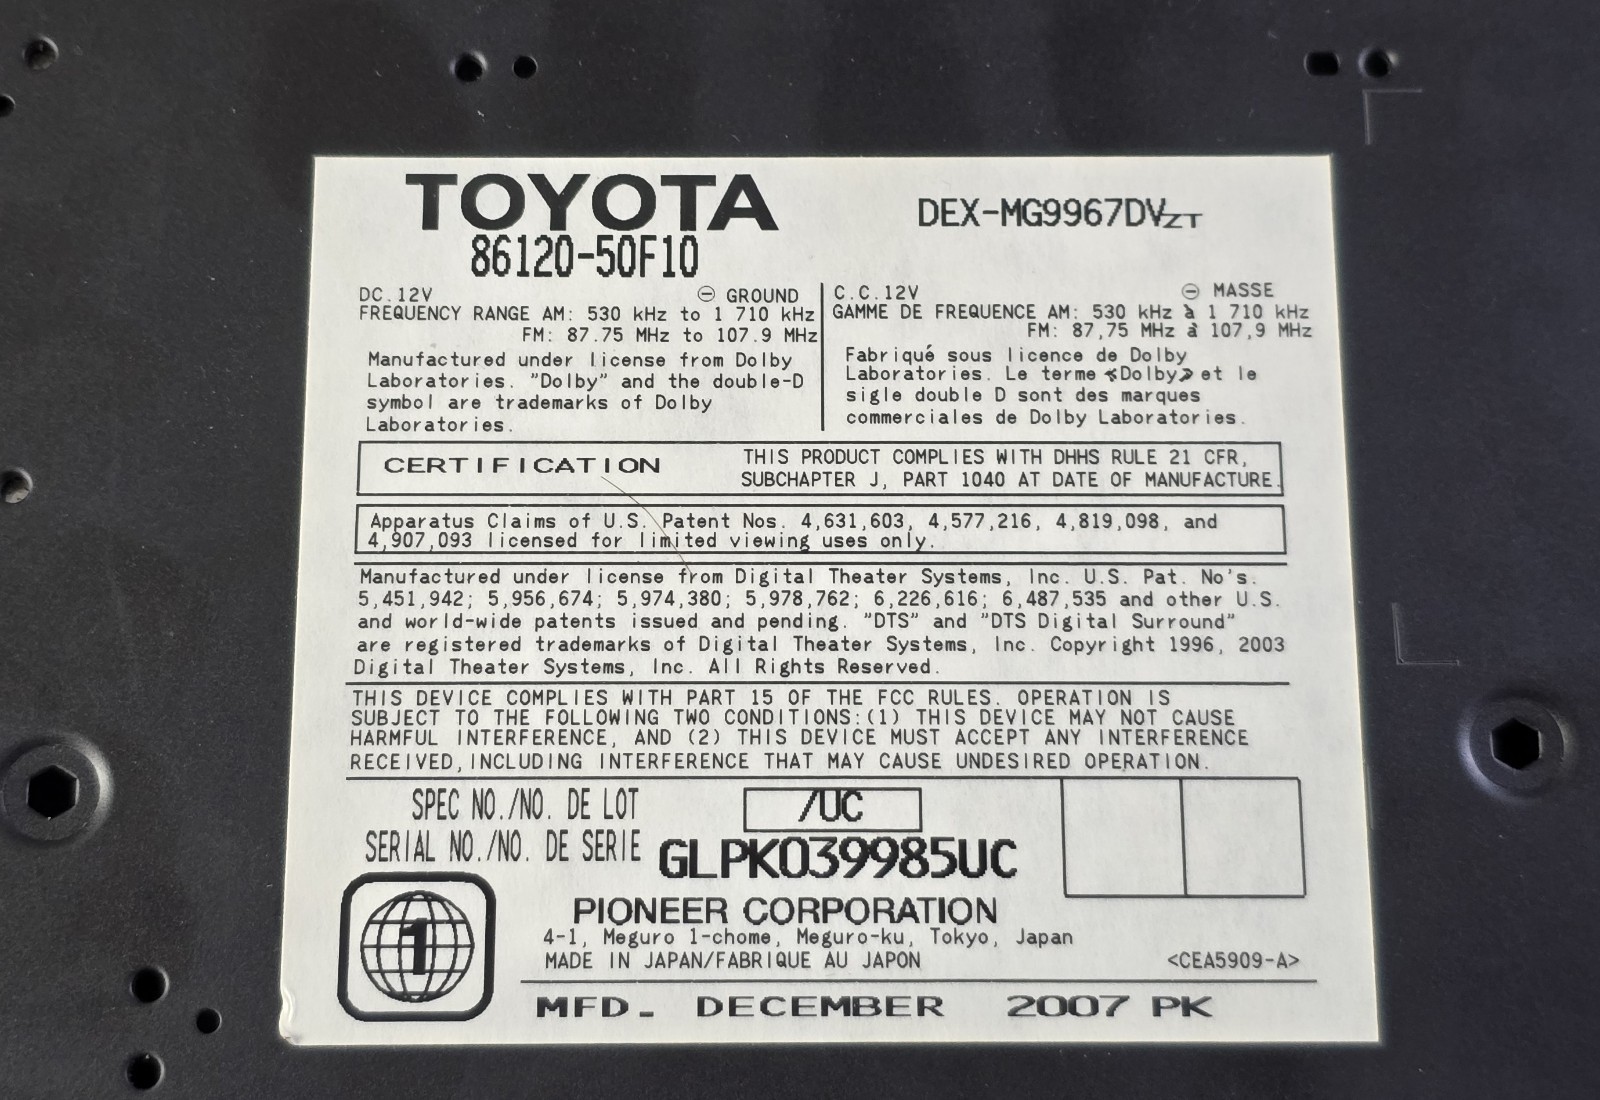 TOYOTA
86120-50F10
DEX-MG9967DVZT
DC.12V ⊖ GROUND
FREQUENCY RANGE AM: 530 kHz to 1 710 kHz
FM: 87.75 MHz to 107.9 MHz
Manufactured under license from Dolby
Laboratories. "Dolby" and the double-D
symbol are trademarks of Dolby
Laboratories.
C.C.12V ⊖ MASSE
GAMME DE FREQUENCE AM: 530 kHz à 1 710 kHz
FM: 87,75 MHz à 107,9 MHz
Fabriqué sous licence de Dolby
Laboratories. Le terme «Dolby» et le
sigle double D sont des marques
commerciales de Dolby Laboratories.
CERTIFICATION
THIS PRODUCT COMPLIES WITH DHHS RULE 21 CFR,
SUBCHAPTER J, PART 1040 AT DATE OF MANUFACTURE.
Apparatus Claims of U.S. Patent Nos. 4,631,603, 4,577,216, 4,819,098, and
4,907,093 licensed for limited viewing uses only.
Manufactured under license from Digital Theater Systems, Inc. U.S. Pat. No's.
5,451,942; 5,956,674; 5,974,380; 5,978,762; 6,226,616; 6,487,535 and other U.S.
and world-wide patents issued and pending. "DTS" and "DTS Digital Surround"
are registered trademarks of Digital Theater Systems, Inc. Copyright 1996, 2003
Digital Theater Systems, Inc. All Rights Reserved.
THIS DEVICE COMPLIES WITH PART 15 OF THE FCC RULES. OPERATION IS
SUBJECT TO THE FOLLOWING TWO CONDITIONS:(1) THIS DEVICE MAY NOT CAUSE
HARMFUL INTERFERENCE, AND (2) THIS DEVICE MUST ACCEPT ANY INTERFERENCE
RECEIVED,INCLUDING INTERFERENCE THAT MAY CAUSE UNDESIRED OPERATION.
SPEC NO./NO. DE LOT /UC
SERIAL NO./NO. DE SERIE GLPK039985UC
1
PIONEER CORPORATION
4-1, Meguro 1-chome, Meguro-ku, Tokyo, Japan
MADE IN JAPAN/FABRIQUE AU JAPON <CEA5909-A>
MFD. DECEMBER 2007 PK